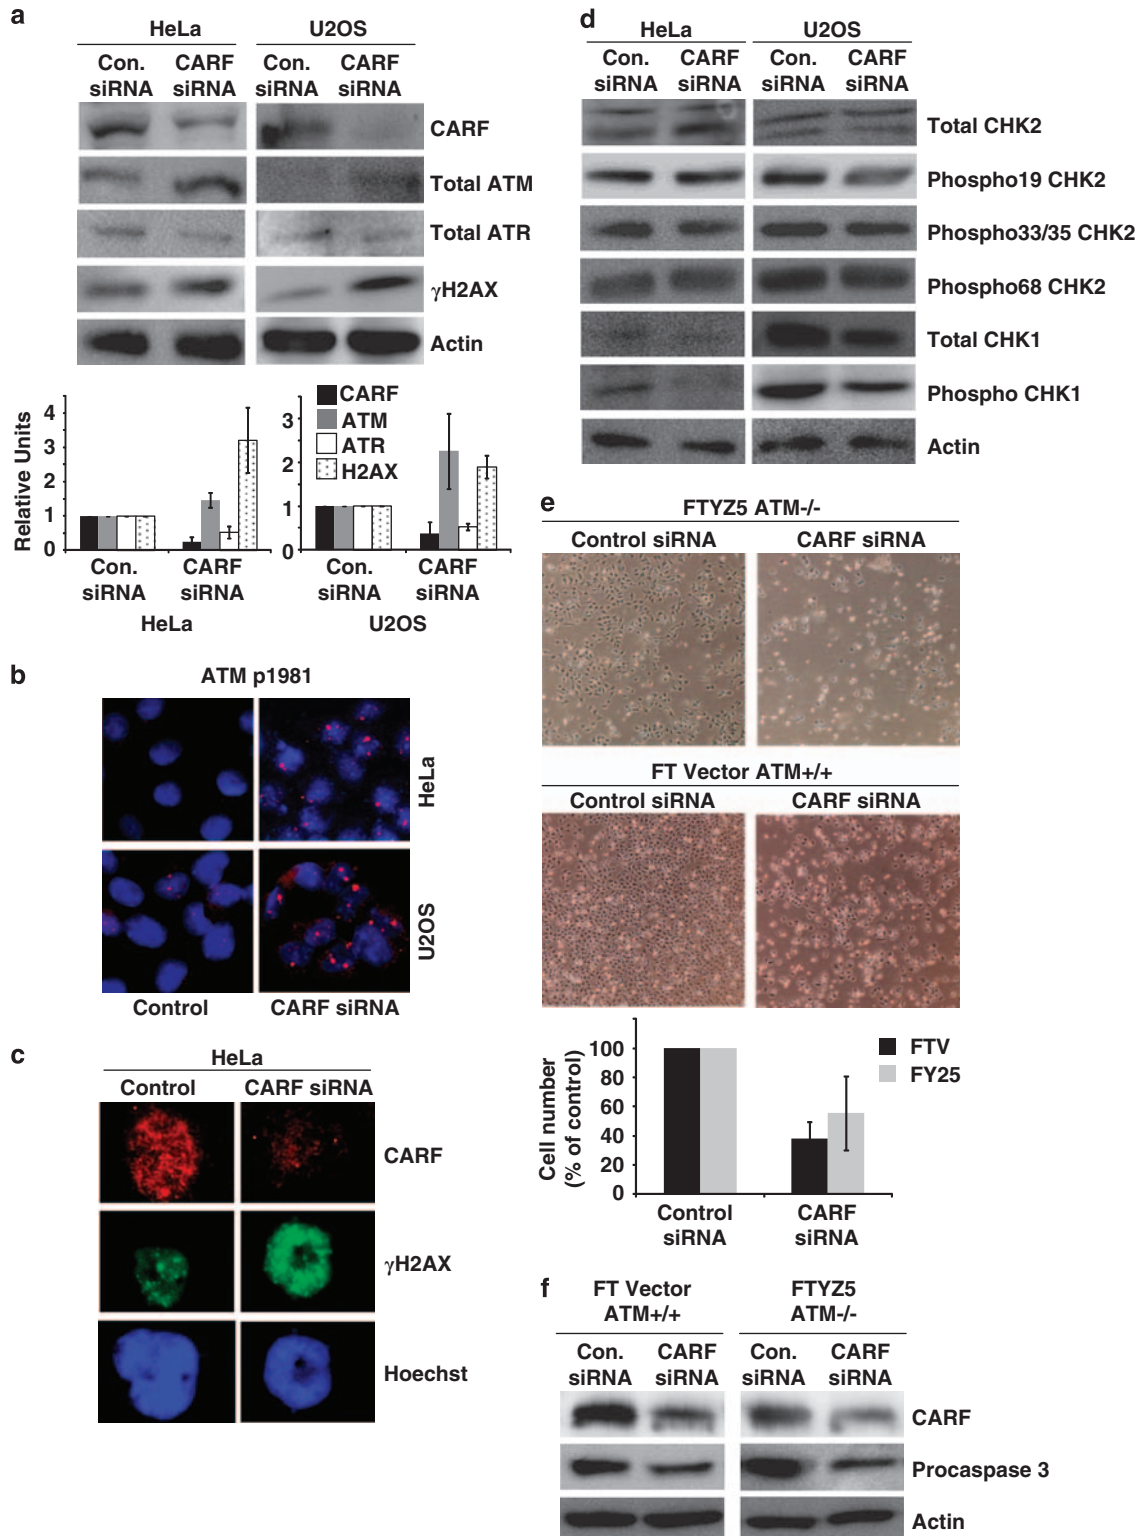 a
HeLa
U2OS
Con. siRNA
CARF siRNA
Con. siRNA
CARF siRNA
CARF
Total ATM
Total ATR
γH2AX
Actin
Relative Units
4
3
2
1
0
3
2
1
0
CARF
ATM
ATR
H2AX
Con. siRNA
CARF siRNA
Con. siRNA
CARF siRNA
HeLa
U2OS
b
ATM p1981
HeLa
U2OS
Control
CARF siRNA
c
HeLa
Control
CARF siRNA
CARF
γH2AX
Hoechst
d
HeLa
U2OS
Con. siRNA
CARF siRNA
Con. siRNA
CARF siRNA
Total CHK2
Phospho19 CHK2
Phospho33/35 CHK2
Phospho68 CHK2
Total CHK1
Phospho CHK1
Actin
e
FTYZ5 ATM-/-
Control siRNA
CARF siRNA
FT Vector ATM+/+
Control siRNA
CARF siRNA
Cell number (% of control)
100
80
60
40
20
0
FTV
FY25
Control siRNA
CARF siRNA
f
FT Vector ATM+/+
FTYZ5 ATM-/-
Con. siRNA
CARF siRNA
Con. siRNA
CARF siRNA
CARF
Procaspase 3
Actin